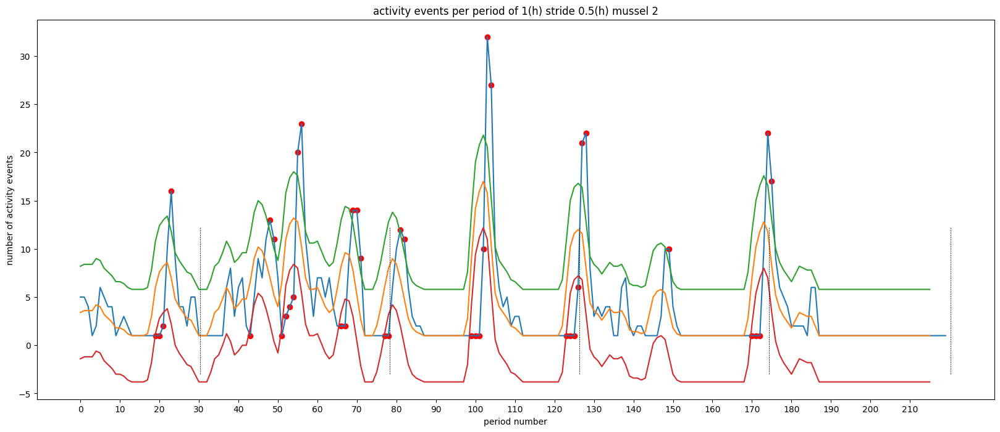 activity events per period of 1(h) stride 0.5(h) mussel 2
number of activity events
30
25
20
15
10
5
0
−5
0 10 20 30 40 50 60 70 80 90 100 110 120 130 140 150 160 170 180 190 200 210
period number